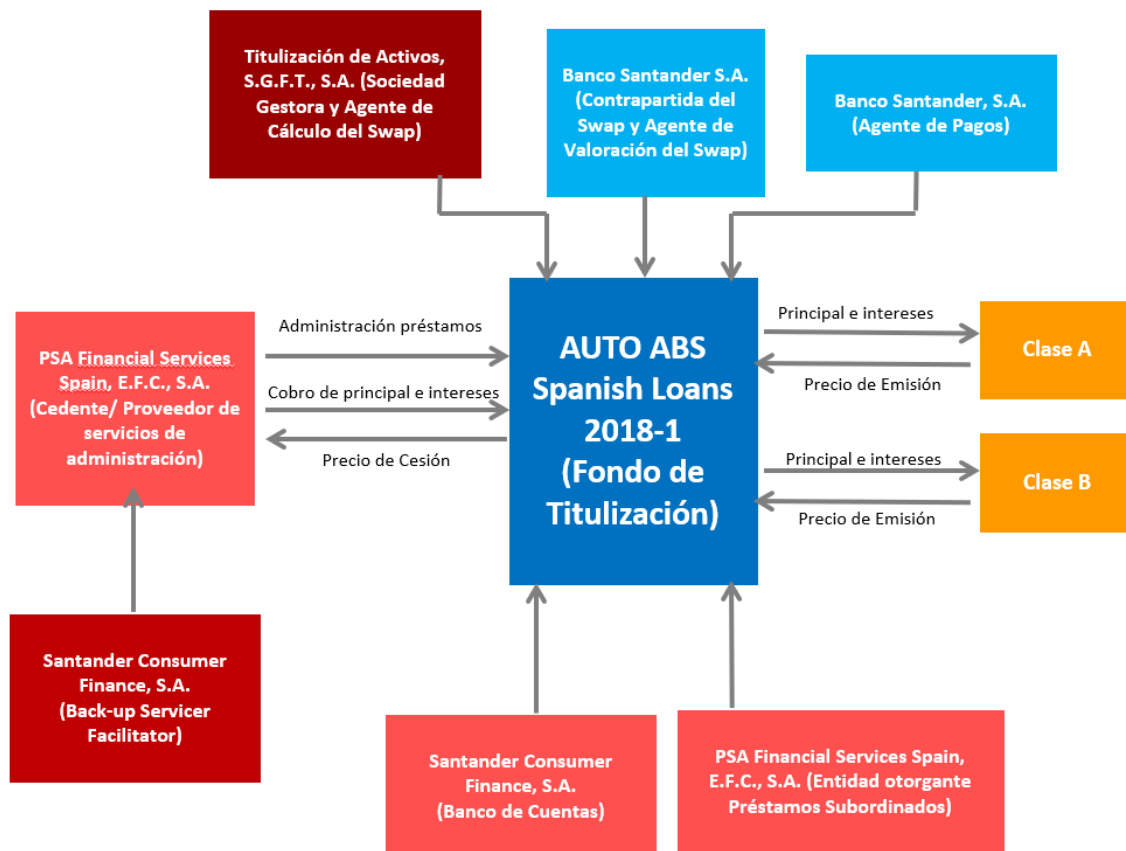 Titulización de Activos,
S.G.F.T., S.A. (Sociedad
Gestora y Agente de
Cálculo del Swap)
Banco Santander S.A.
(Contrapartida del
Swap y Agente de
Valoración del Swap)
Banco Santander, S.A.
(Agente de Pagos)
PSA Financial Services
Spain, E.F.C., S.A.
(Cedente/ Proveedor de
servicios de
administración)
Administración préstamos
Cobro de principal e intereses
Precio de Cesión
AUTO ABS
Spanish Loans
2018-1
(Fondo de
Titulización)
Principal e intereses
Precio de Emisión
Clase A
Principal e intereses
Precio de Emisión
Clase B
Santander Consumer
Finance, S.A.
(Back-up Servicer
Facilitator)
Santander Consumer
Finance, S.A.
(Banco de Cuentas)
PSA Financial Services Spain,
E.F.C., S.A. (Entidad otorgante
Préstamos Subordinados)